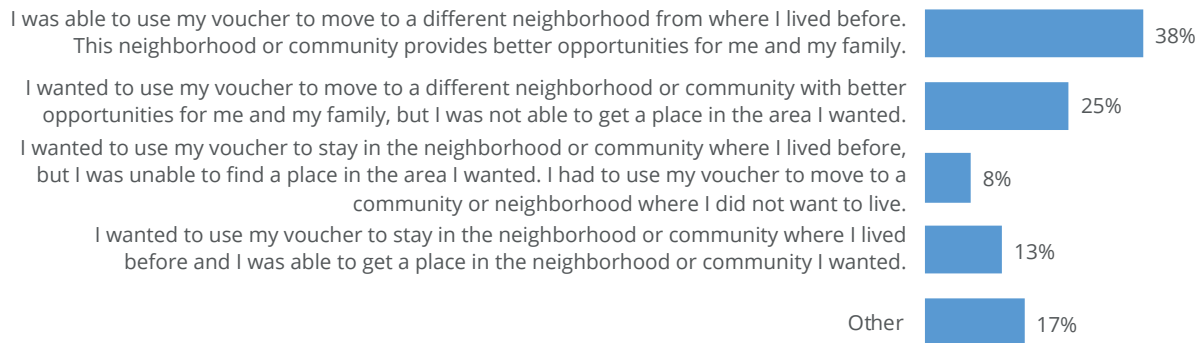 I was able to use my voucher to move to a different neighborhood from where I lived before.
This neighborhood or community provides better opportunities for me and my family.
38%
I wanted to use my voucher to move to a different neighborhood or community with better
opportunities for me and my family, but I was not able to get a place in the area I wanted.
25%
I wanted to use my voucher to stay in the neighborhood or community where I lived before,
but I was unable to find a place in the area I wanted. I had to use my voucher to move to a
community or neighborhood where I did not want to live.
8%
I wanted to use my voucher to stay in the neighborhood or community where I lived
before and I was able to get a place in the neighborhood or community I wanted.
13%
Other
17%